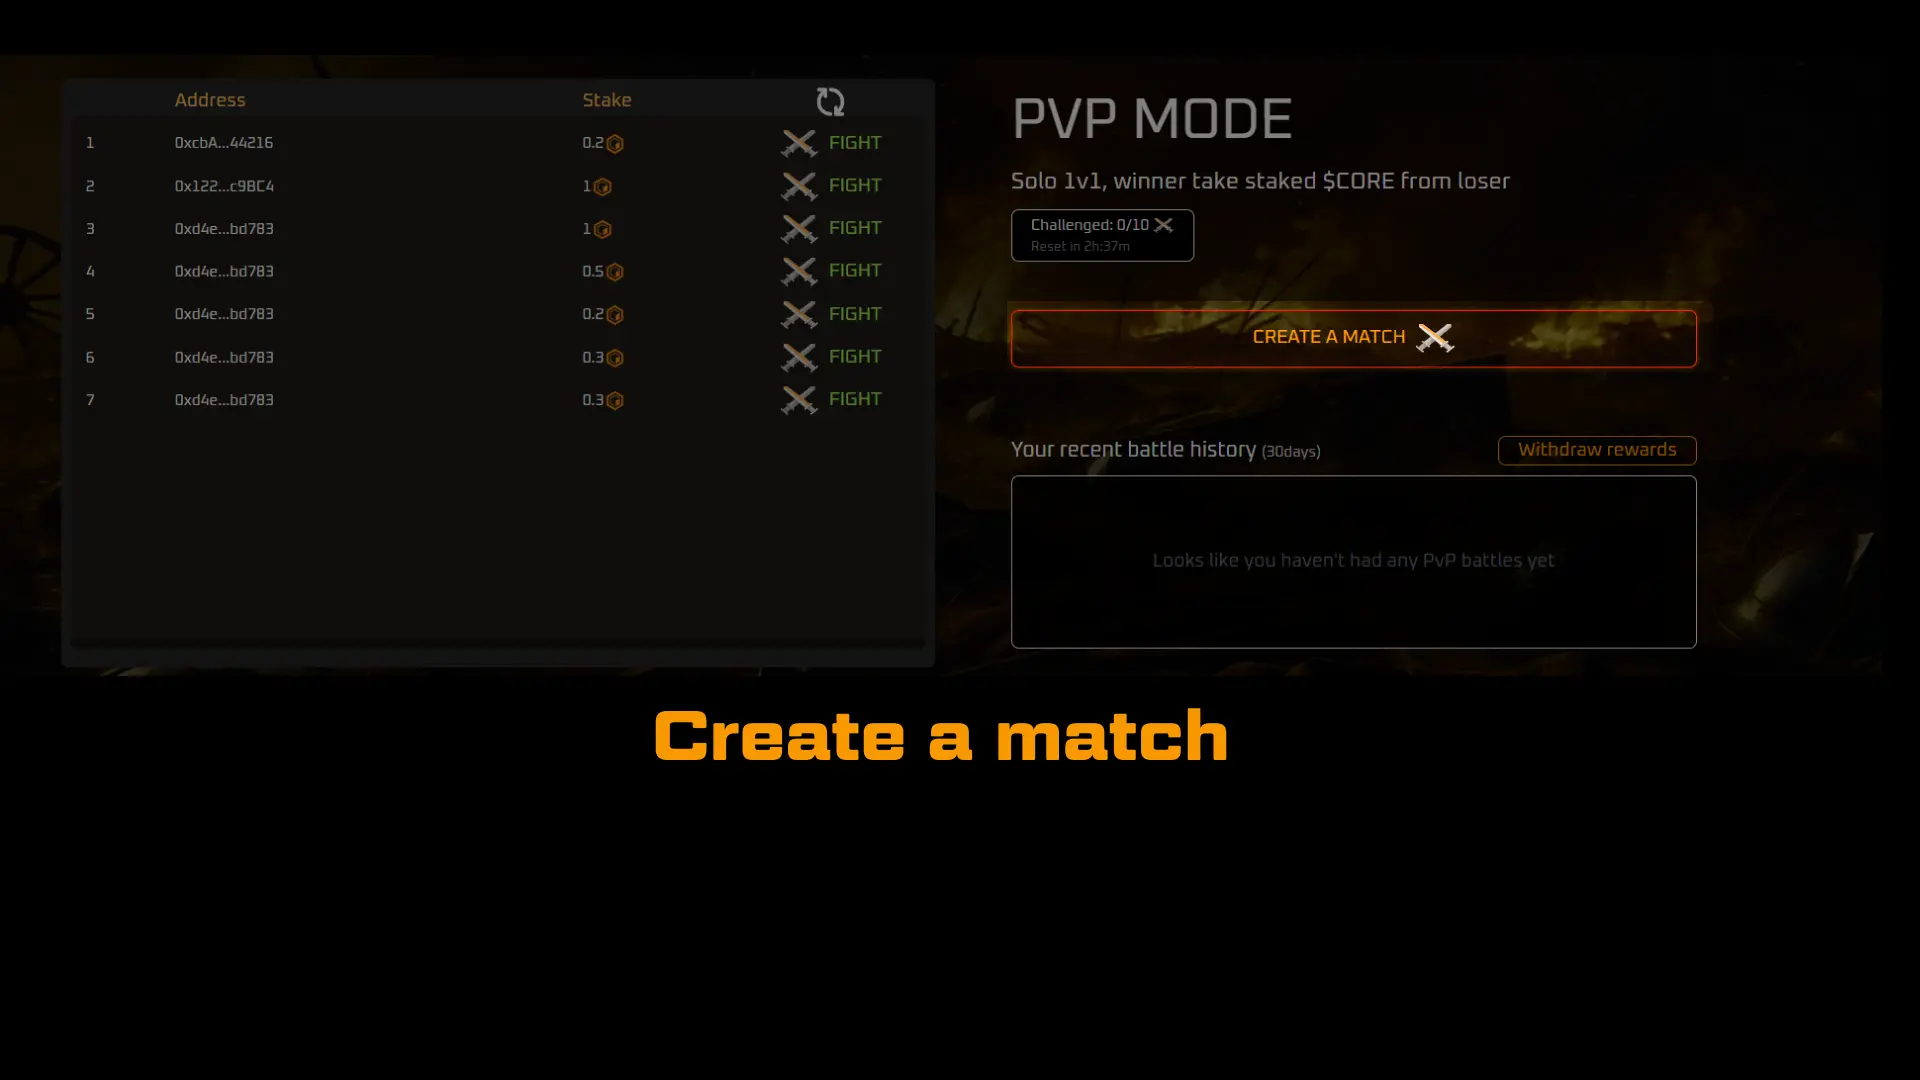 Address Stake
1 0xcbA...44216 0.2 FIGHT
2 0x122...c9BC4 1 FIGHT
3 0xd4e...bd783 1 FIGHT
4 0xd4e...bd783 0.5 FIGHT
5 0xd4e...bd783 0.2 FIGHT
6 0xd4e...bd783 0.3 FIGHT
7 0xd4e...bd783 0.3 FIGHT
PVP MODE
Solo 1v1, winner take staked $CORE from loser
Challenged: 0/10
Reset in 2h:37m
CREATE A MATCH
Your recent battle history (30days)
Withdraw rewards
Looks like you haven't had any PvP battles yet
Create a match